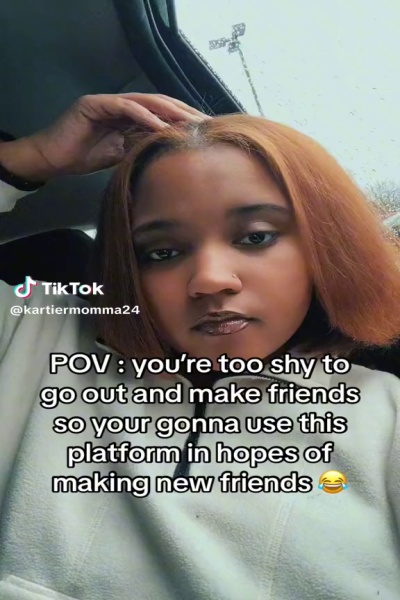 TikTok
@kartiermomma24
POV : you're too shy to
go out and make friends
so your gonna use this
platform in hopes of
making new friends 😂